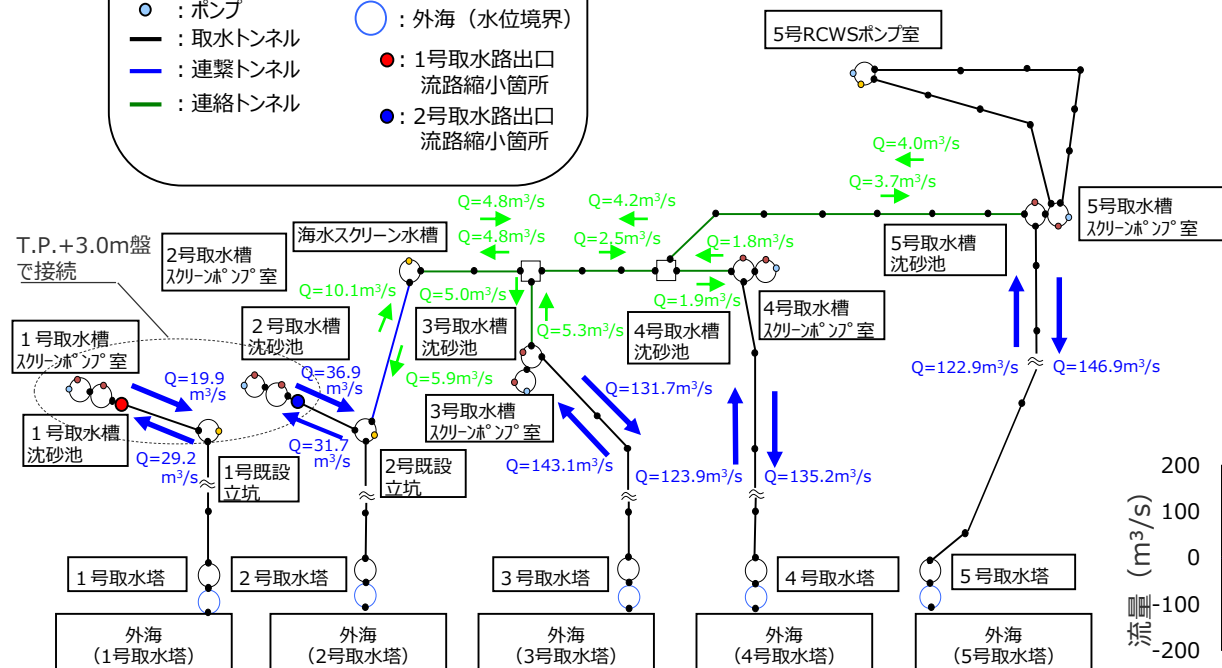 ：ポンプ
：取水トンネル
：連繋トンネル
：連絡トンネル
：外海（水位境界）
：1号取水路出口
流路縮小箇所
：2号取水路出口
流路縮小箇所
5号RCWSポンプ室
Q=4.0m³/s
Q=3.7m³/s
5号取水槽
スクリーンポンプ室
5号取水槽
沈砂池
Q=4.8m³/s
Q=4.8m³/s
Q=4.2m³/s
Q=2.5m³/s
Q=1.8m³/s
Q=1.9m³/s
T.P.+3.0m盤
で接続
2号取水槽
スクリーンポンプ室
海水スクリーン水槽
Q=10.1m³/s
Q=5.0m³/s
Q=5.3m³/s
Q=5.9m³/s
3号取水槽
沈砂池
4号取水槽
沈砂池
4号取水槽
スクリーンポンプ室
1号取水槽
スクリーンポンプ室
2号取水槽
沈砂池
Q=19.9
m³/s
Q=36.9
m³/s
Q=131.7m³/s
Q=122.9m³/s
Q=146.9m³/s
3号取水槽
スクリーンポンプ室
1号取水槽
沈砂池
Q=29.2
m³/s
Q=31.7
m³/s
1号既設
立坑
2号既設
立坑
Q=143.1m³/s
Q=123.9m³/s
Q=135.2m³/s
1号取水塔
2号取水塔
3号取水塔
4号取水塔
5号取水塔
外海
（1号取水塔）
外海
（2号取水塔）
外海
（3号取水塔）
外海
（4号取水塔）
外海
（5号取水塔）
流量（m³/s）
200
100
0
-100
-200